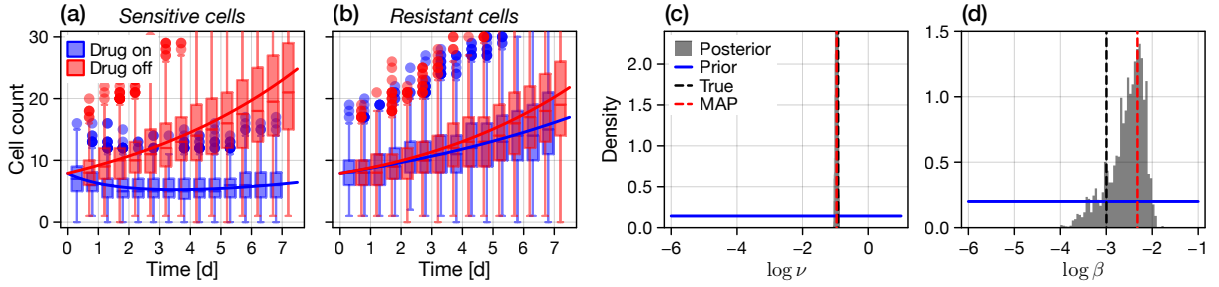 (a) Sensitive cells
Drug on
Drug off
Cell count
30
20
10
0
0 1 2 3 4 5 6 7
Time [d]
(b) Resistant cells
0 1 2 3 4 5 6 7
Time [d]
(c)
Posterior
Prior
True
MAP
Density
2.0
1.5
1.0
0.5
0.0
−6 −4 −2 0
log ν
(d)
1.5
1.0
0.5
0.0
−6 −5 −4 −3 −2 −1
log β